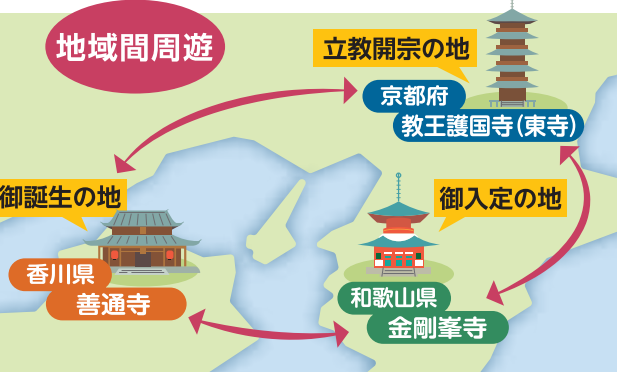 地域間周遊
立教開宗の地
京都府
教王護国寺(東寺)
御誕生の地
香川県
善通寺
御入定の地
和歌山県
金剛峯寺